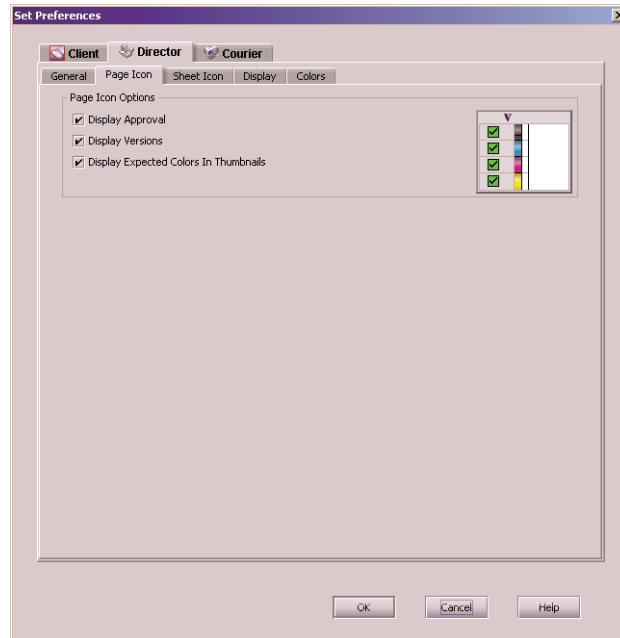 Set Preferences
Client Director Courier
General Page Icon Sheet Icon Display Colors
Page Icon Options
Display Approval
Display Versions
Display Expected Colors In Thumbnails
V
OK Cancel Help